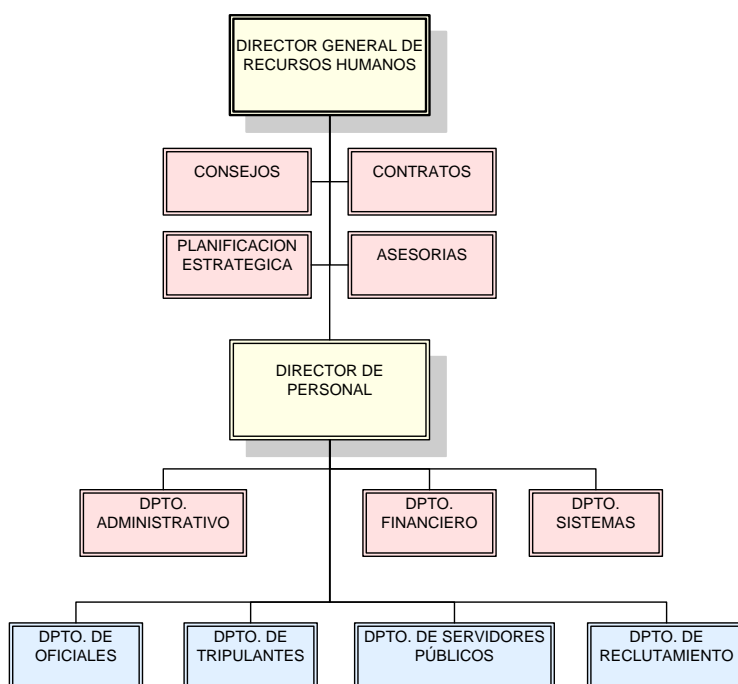 DIRECTOR GENERAL DE
RECURSOS HUMANOS
CONSEJOS
CONTRATOS
PLANIFICACION
ESTRATEGICA
ASESORIAS
DIRECTOR DE
PERSONAL
DPTO.
ADMINISTRATIVO
DPTO.
FINANCIERO
DPTO.
SISTEMAS
DPTO. DE
OFICIALES
DPTO. DE
TRIPULANTES
DPTO. DE SERVIDORES
PÚBLICOS
DPTO. DE
RECLUTAMIENTO